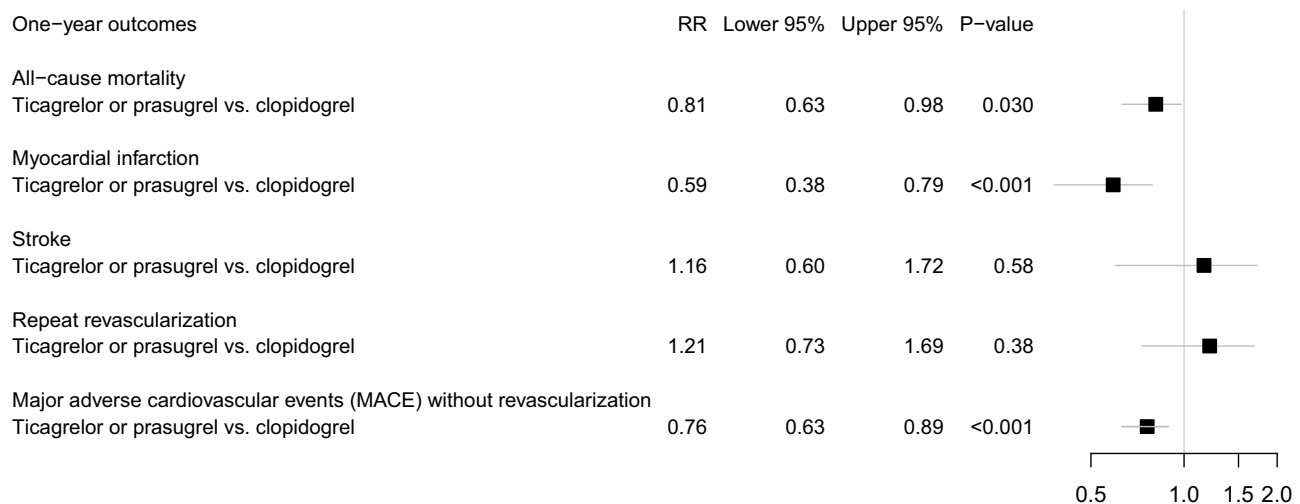 One−year outcomes RR Lower 95% Upper 95% P−value
All−cause mortality
Ticagrelor or prasugrel vs. clopidogrel 0.81 0.63 0.98 0.030
Myocardial infarction
Ticagrelor or prasugrel vs. clopidogrel 0.59 0.38 0.79 <0.001
Stroke
Ticagrelor or prasugrel vs. clopidogrel 1.16 0.60 1.72 0.58
Repeat revascularization
Ticagrelor or prasugrel vs. clopidogrel 1.21 0.73 1.69 0.38
Major adverse cardiovascular events (MACE) without revascularization
Ticagrelor or prasugrel vs. clopidogrel 0.76 0.63 0.89 <0.001
0.5 1.0 1.5 2.0